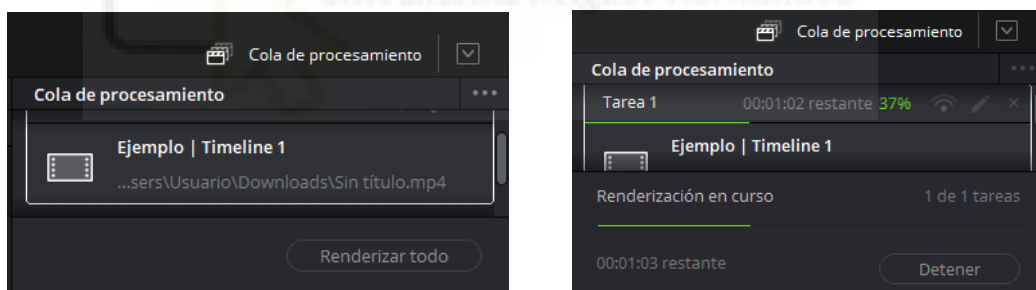 Cola de procesamiento
Cola de procesamiento
Ejemplo | Timeline 1
...sers\Usuario\Downloads\Sin título.mp4
Renderizar todo
Cola de procesamiento
Cola de procesamiento
Tarea 1 00:01:02 restante 37%
Ejemplo | Timeline 1
Renderización en curso 1 de 1 tareas
00:01:03 restante Detener